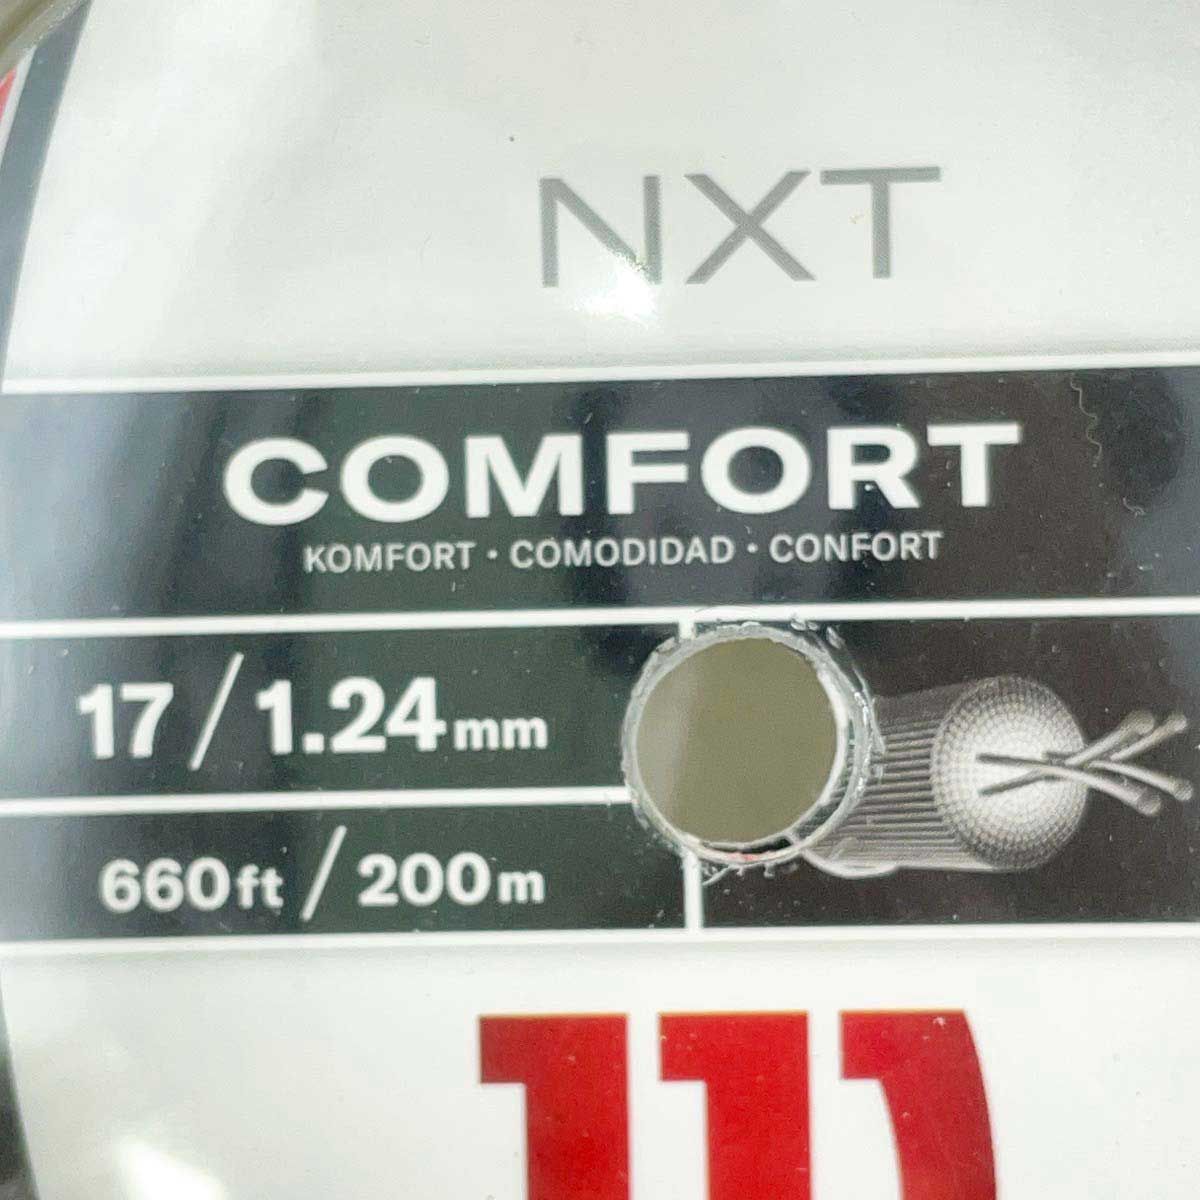 NXT
COMFORT
KOMFORT · COMODIDAD · CONFORT
17 / 1.24mm
660ft / 200m